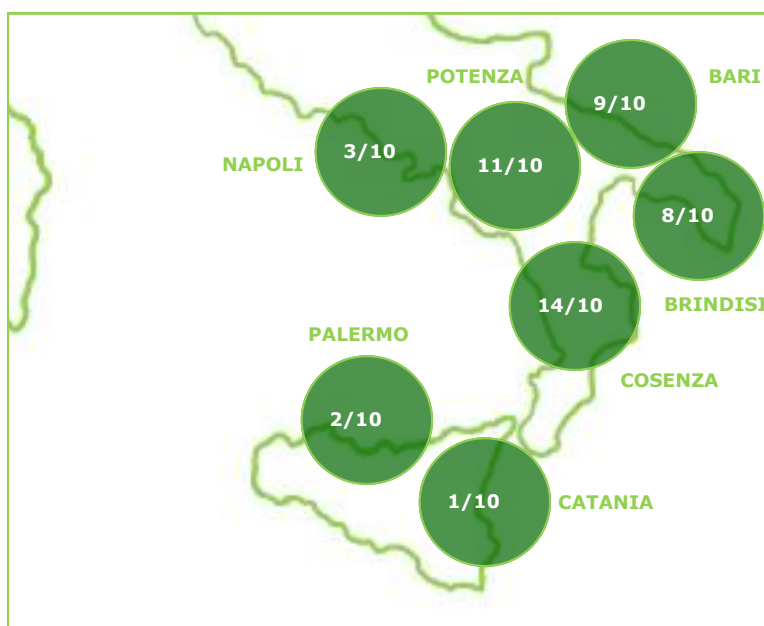 POTENZA
BARI
9/10
NAPOLI
3/10
11/10
8/10
14/10
BRINDISI
PALERMO
COSENZA
2/10
1/10
CATANIA